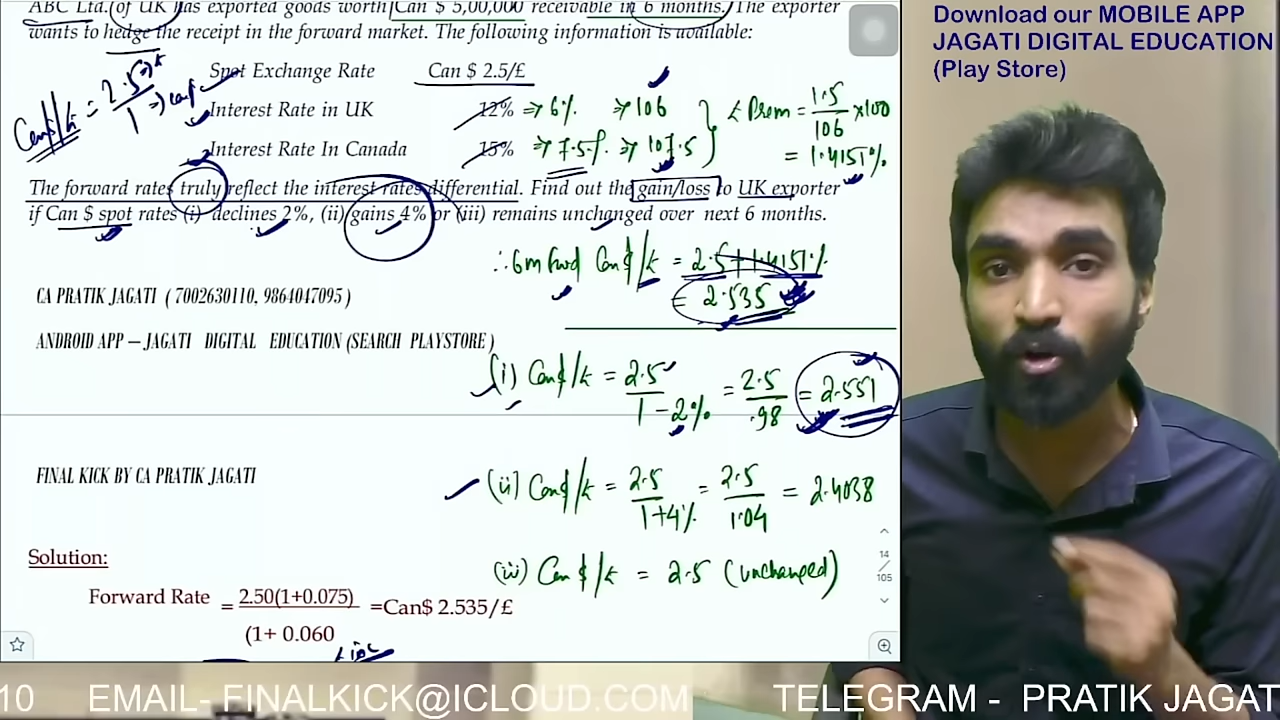 ABC Ltd. of UK has exported goods worth Can $ 5,00,000 receivable in 6 months. The exporter
wants to hedge the receipt in the forward market. The following information is available:
Spot Exchange Rate Can $ 2.5/£
Interest Rate in UK 12% ⇒ 6% ⇒ 106
Interest Rate In Canada 15% ⇒ 7.5% ⇒ 107.5
£ Prem = 1.5/106 ×100
= 1.4151%
Can$/£ = 2.5/1
The forward rates truly reflect the interest rates differential. Find out the gain/loss to UK exporter
if Can $ spot rates (i) declines 2%, (ii) gains 4% or (iii) remains unchanged over next 6 months.
∴ 6m Fwd Can$/£ = 2.5+1.4151%
= 2.535
CA PRATIK JAGATI ( 7002630110, 9864047095 )
ANDROID APP – JAGATI DIGITAL EDUCATION (SEARCH PLAYSTORE )
(i) Can$/£ = 2.5/1-2% = 2.5/.98 = 2.551
FINAL KICK BY CA PRATIK JAGATI
(ii) Can$/£ = 2.5/1+4% = 2.5/1.04 = 2.4038
(iii) Can $/£ = 2.5 (unchanged)
Solution:
Forward Rate = 2.50(1+0.075) =Can$ 2.535/£
(1+ 0.060
14
/
105
Download our MOBILE APP
JAGATI DIGITAL EDUCATION
(Play Store)
10 EMAIL- FINALKICK@ICLOUD.COM TELEGRAM - PRATIK JAGAT